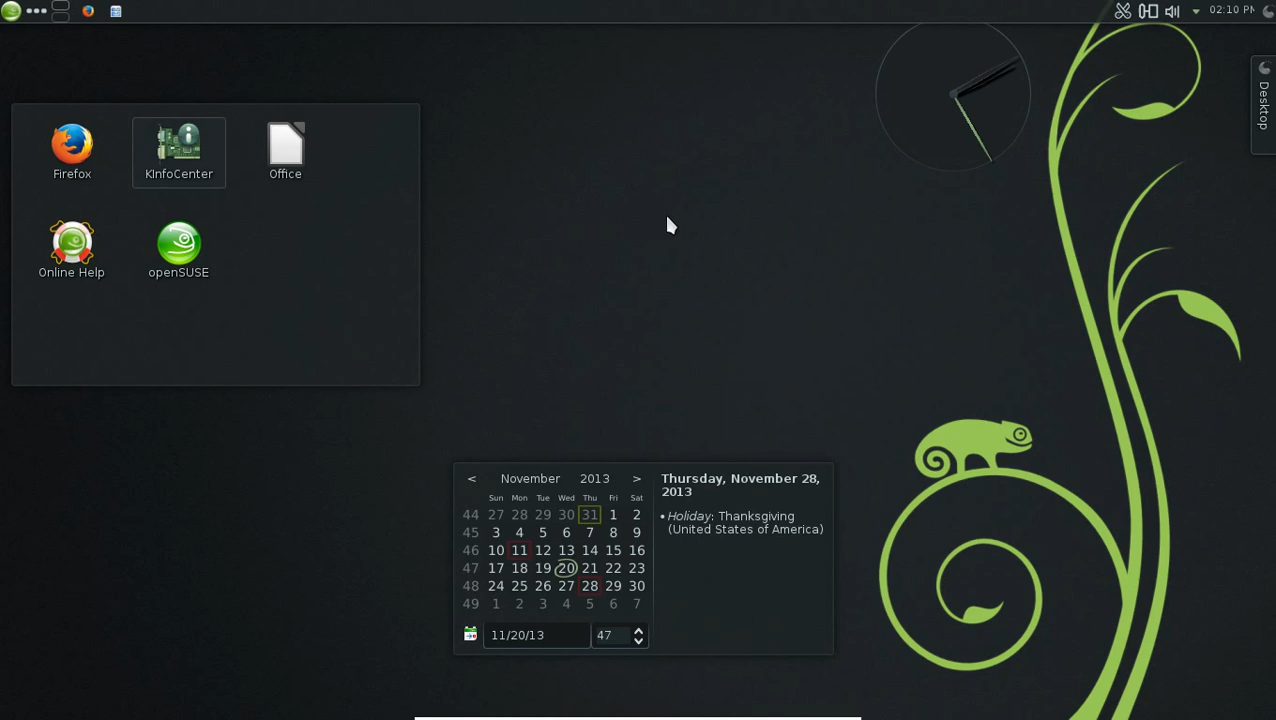 02:10 PM
Desktop
Firefox
KInfoCenter
Office
Online Help
openSUSE
< November 2013 >
Sun Mon Tue Wed Thu Fri Sat
44 27 28 29 30 31 1 2
45 3 4 5 6 7 8 9
46 10 11 12 13 14 15 16
47 17 18 19 20 21 22 23
48 24 25 26 27 28 29 30
49 1 2 3 4 5 6 7
11/20/13 47
Thursday, November 28,
2013
• Holiday: Thanksgiving
(United States of America)